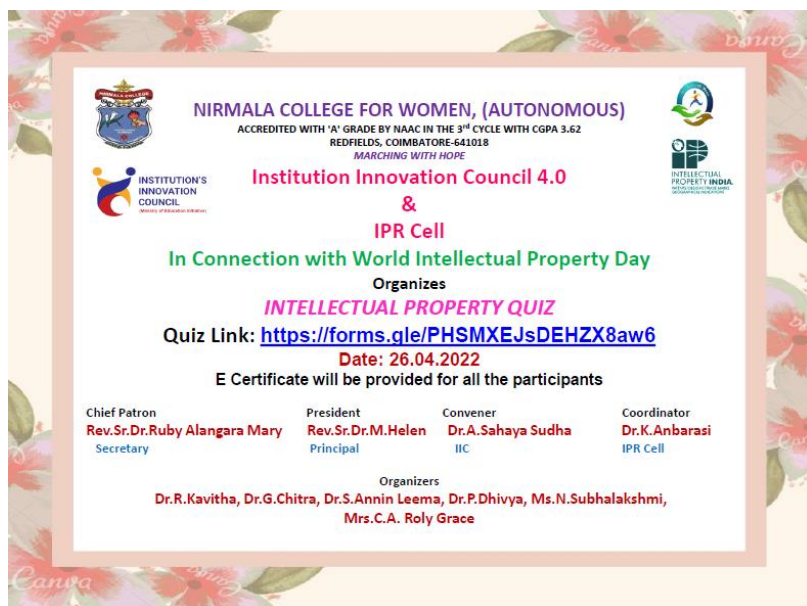 NIRMALA COLLEGE FOR WOMEN, (AUTONOMOUS)
ACCREDITED WITH 'A' GRADE BY NAAC IN THE 3rd CYCLE WITH CGPA 3.62
REDFIELDS, COIMBATORE-641018
MARCHING WITH HOPE
INSTITUTION'S
INNOVATION
COUNCIL
(Ministry of Education Initiative)
INTELLECTUAL
PROPERTY INDIA
Institution Innovation Council 4.0
&
IPR Cell
In Connection with World Intellectual Property Day
Organizes
INTELLECTUAL PROPERTY QUIZ
Quiz Link: https://forms.gle/PHSMXEJsDEHZX8aw6
Date: 26.04.2022
E Certificate will be provided for all the participants
Chief Patron
Rev.Sr.Dr.Ruby Alangara Mary
Secretary
President
Rev.Sr.Dr.M.Helen
Principal
Convener
Dr.A.Sahaya Sudha
IIC
Coordinator
Dr.K.Anbarasi
IPR Cell
Organizers
Dr.R.Kavitha, Dr.G.Chitra, Dr.S.Annin Leema, Dr.P.Dhivya, Ms.N.Subhalakshmi,
Mrs.C.A. Roly Grace
Canva